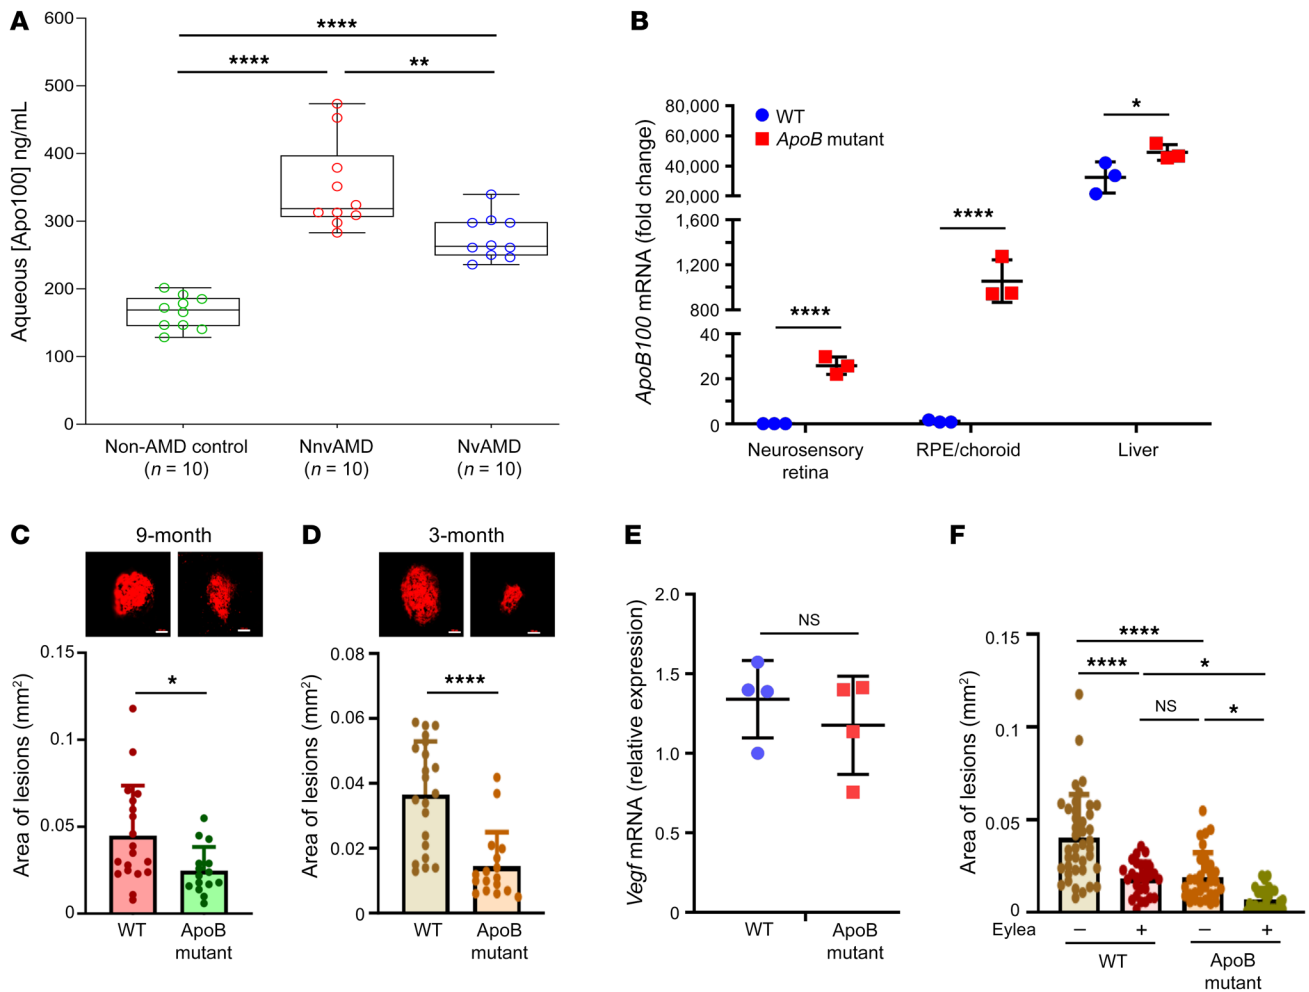 A
Aqueous [Apo100] ng/mL
600
500
400
300
200
100
0
****
****
**
Non-AMD control
(n = 10)
NnvAMD
(n = 10)
NvAMD
(n = 10)
B
ApoB100 mRNA (fold change)
80,000
60,000
40,000
20,000
1,600
1,200
800
40
20
0
WT
ApoB mutant
****
****
*
Neurosensory
retina
RPE/choroid
Liver
C
9-month
Area of lesions (mm2)
0.15
0.1
0.05
0
*
WT
ApoB
mutant
D
3-month
Area of lesions (mm2)
0.08
0.06
0.04
0.02
0
****
WT
ApoB
mutant
E
Vegf mRNA (relative expression)
2.0
1.5
1.0
0.5
0
NS
WT
ApoB
mutant
F
Area of lesions (mm2)
0.15
0.1
0.05
0
****
****
*
NS
*
Eylea
– + – +
WT
ApoB
mutant